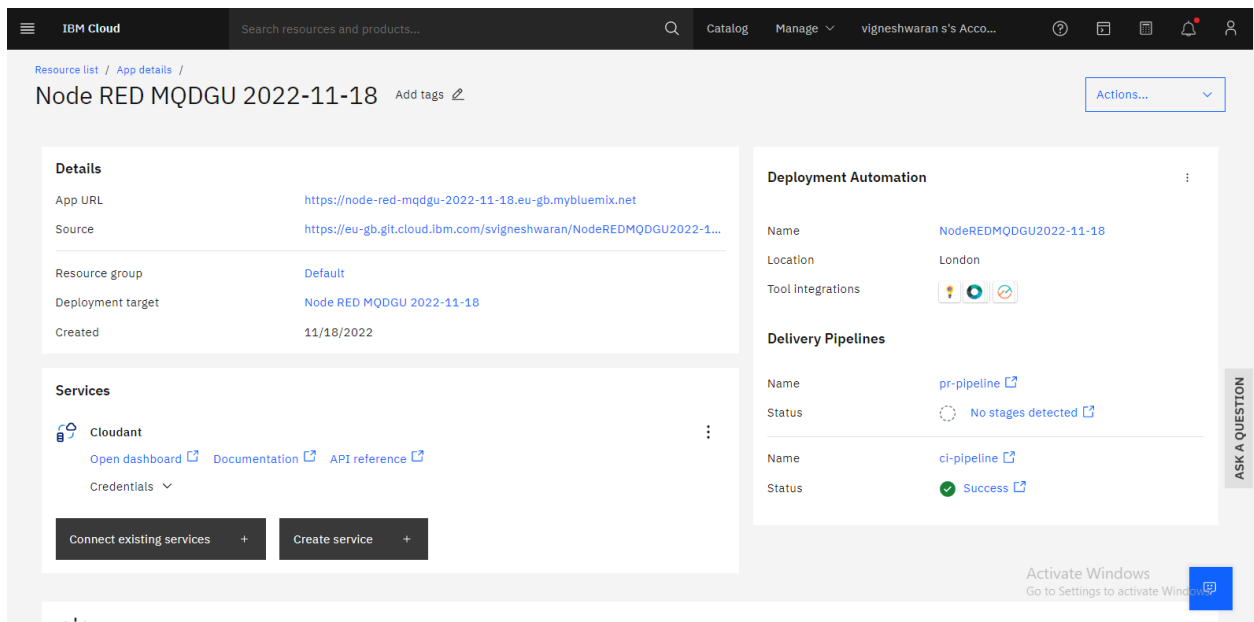 IBM Cloud
Search resources and products...
Catalog
Manage
vigneshwaran s's Acco...
Resource list / App details /
Node RED MQDGU 2022-11-18
Add tags
Actions...
Details
App URL
https://node-red-mqdgu-2022-11-18.eu-gb.mybluemix.net
Source
https://eu-gb.git.cloud.ibm.com/svigneshwaran/NodeREDMQDGU2022-1...
Resource group
Default
Deployment target
Node RED MQDGU 2022-11-18
Created
11/18/2022
Services
Cloudant
Open dashboard
Documentation
API reference
Credentials
Connect existing services +
Create service +
Deployment Automation
Name
NodeREDMQDGU2022-11-18
Location
London
Tool integrations
Delivery Pipelines
Name
pr-pipeline
Status
No stages detected
Name
ci-pipeline
Status
Success
ASK A QUESTION
Activate Windows
Go to Settings to activate Windows.